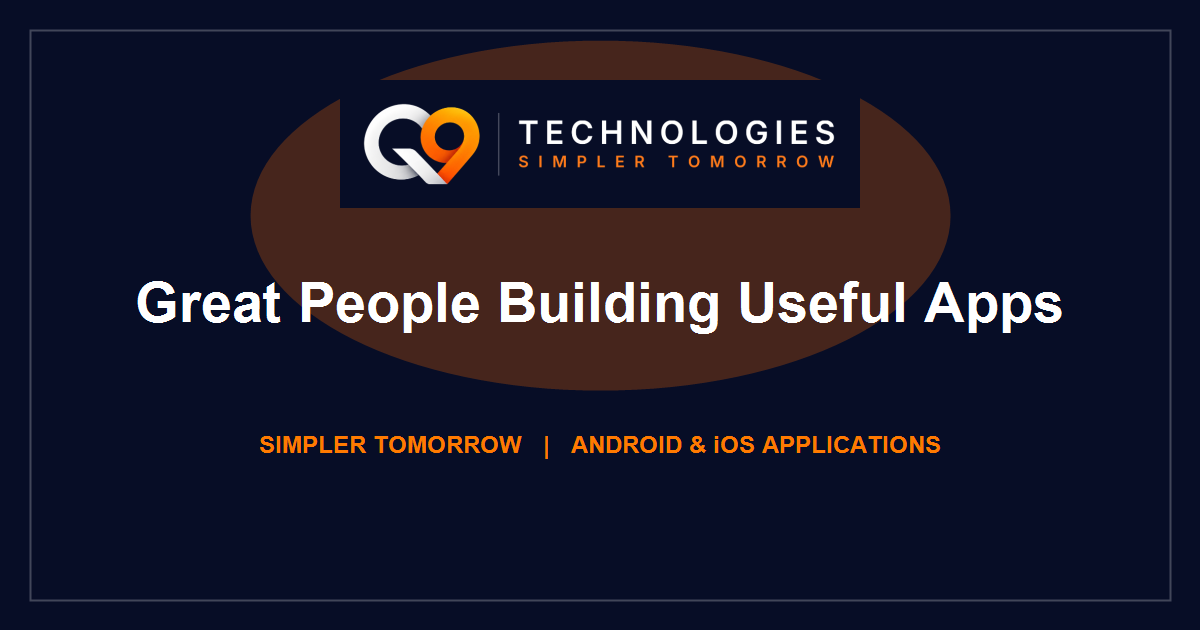 Q9 TECHNOLOGIES
SIMPLER TOMORROW
Great People Building Useful Apps
SIMPLER TOMORROW | ANDROID & iOS APPLICATIONS